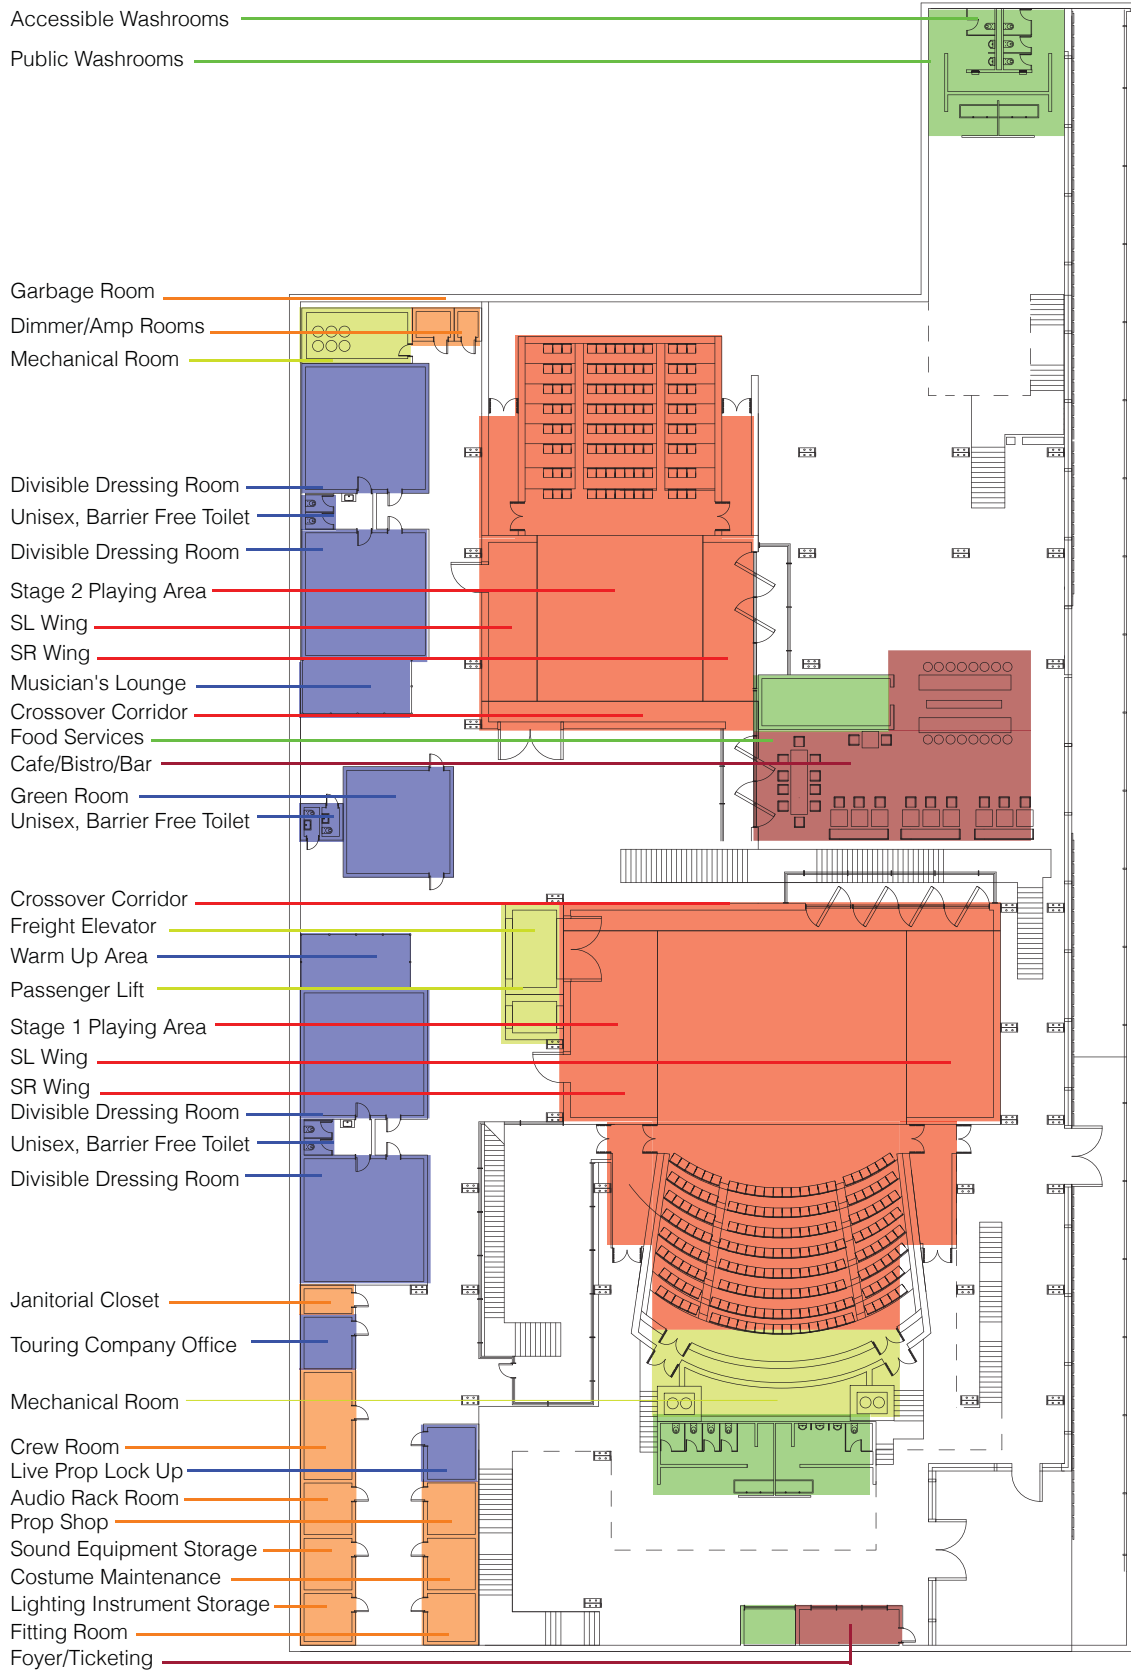 Accessible Washrooms
Public Washrooms
Garbage Room
Dimmer/Amp Rooms
Mechanical Room
Divisible Dressing Room
Unisex, Barrier Free Toilet
Divisible Dressing Room
Stage 2 Playing Area
SL Wing
SR Wing
Musician's Lounge
Crossover Corridor
Food Services
Cafe/Bistro/Bar
Green Room
Unisex, Barrier Free Toilet
Crossover Corridor
Freight Elevator
Warm Up Area
Passenger Lift
Stage 1 Playing Area
SL Wing
SR Wing
Divisible Dressing Room
Unisex, Barrier Free Toilet
Divisible Dressing Room
Janitorial Closet
Touring Company Office
Mechanical Room
Crew Room
Live Prop Lock Up
Audio Rack Room
Prop Shop
Sound Equipment Storage
Costume Maintenance
Lighting Instrument Storage
Fitting Room
Foyer/Ticketing